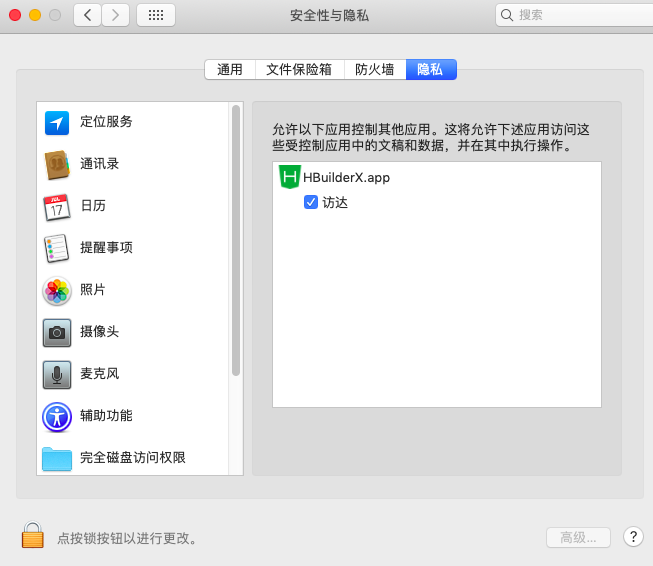 安全性与隐私
搜索
通用
文件保险箱
防火墙
隐私
定位服务
通讯录
JUL
17
日历
提醒事项
照片
摄像头
麦克风
辅助功能
完全磁盘访问权限
允许以下应用控制其他应用。这将允许下述应用访问这
些受控制应用中的文稿和数据，并在其中执行操作。
H
HBuilderX.app
访达
点按锁按钮以进行更改。
高级...
?